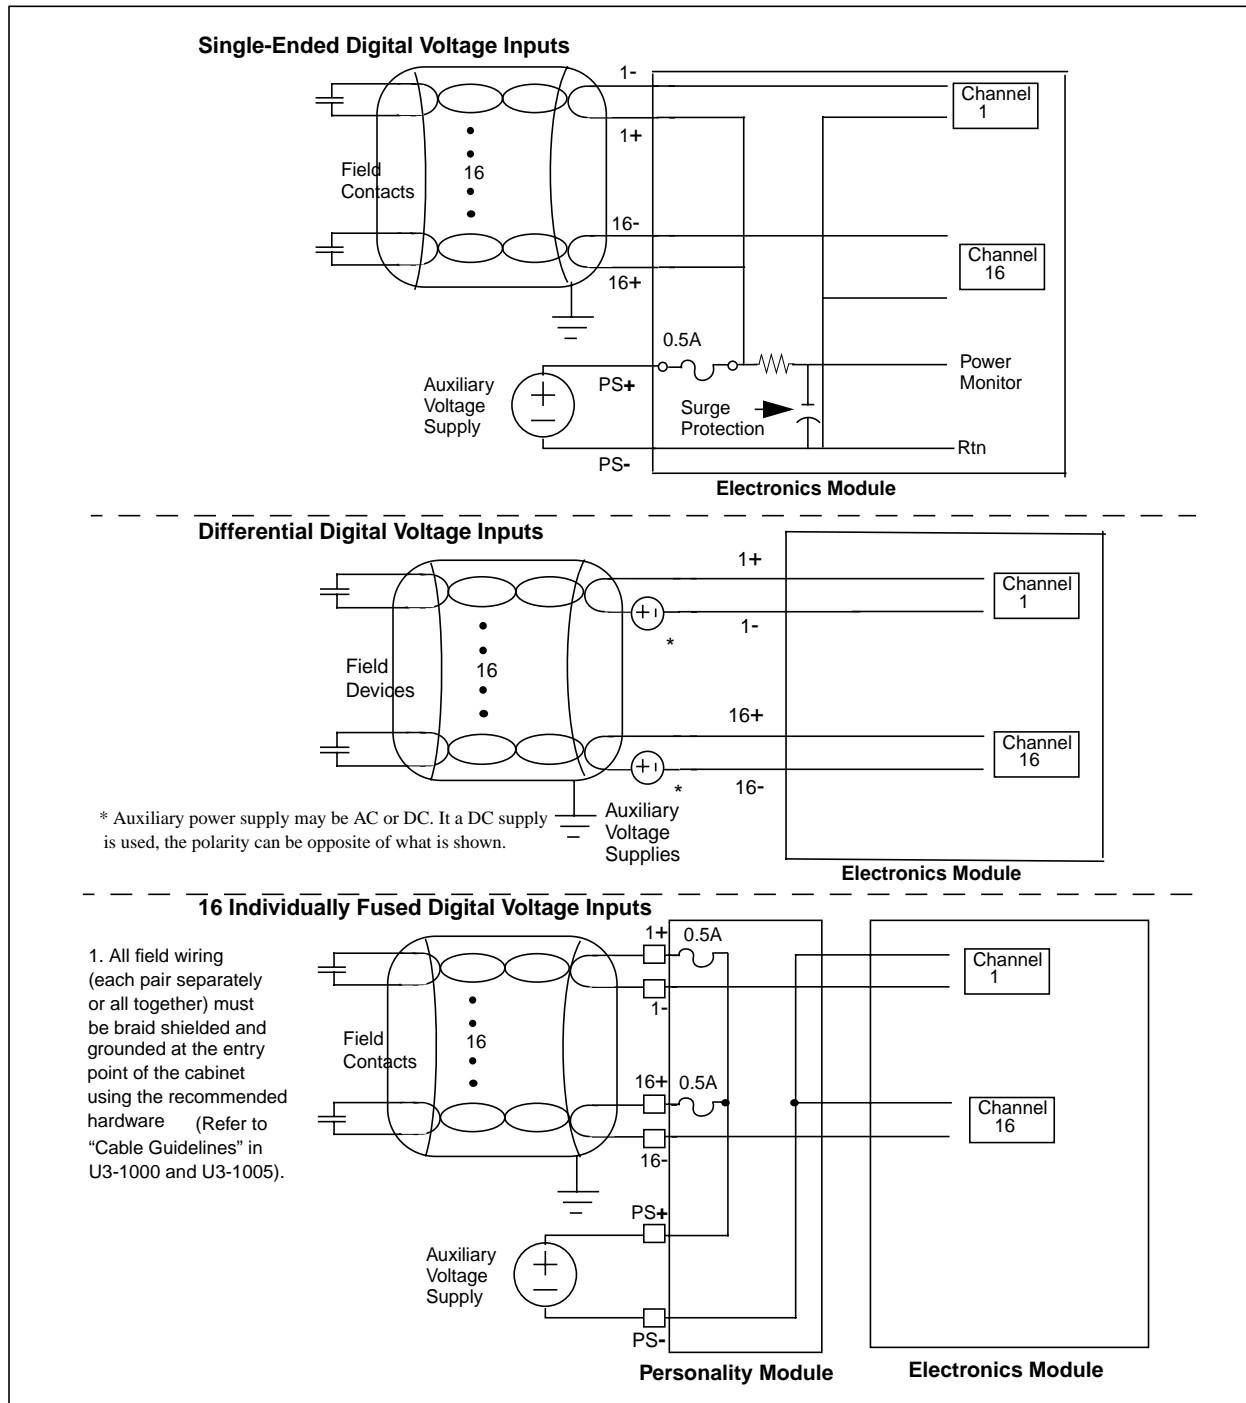 Single-Ended Digital Voltage Inputs
1-
Channel
1
1+
Field
Contacts
16
16-
Channel
16
16+
0.5A
Auxiliary
Voltage
Supply
PS+
Power
Monitor
Surge
Protection
Rtn
PS-
Electronics Module
Differential Digital Voltage Inputs
1+
Channel
1
1-
*
Field
Devices
16
16+
Channel
16
16-
*
* Auxiliary power supply may be AC or DC. It a DC supply
is used, the polarity can be opposite of what is shown.
Auxiliary
Voltage
Supplies
Electronics Module
16 Individually Fused Digital Voltage Inputs
1. All field wiring
(each pair separately
or all together) must
be braid shielded and
grounded at the entry
point of the cabinet
using the recommended
hardware (Refer to
“Cable Guidelines” in
U3-1000 and U3-1005).
1+
0.5A
Channel
1
1-
Field
Contacts
16
16+
0.5A
Channel
16
16-
PS+
Auxiliary
Voltage
Supply
PS-
Personality Module
Electronics Module